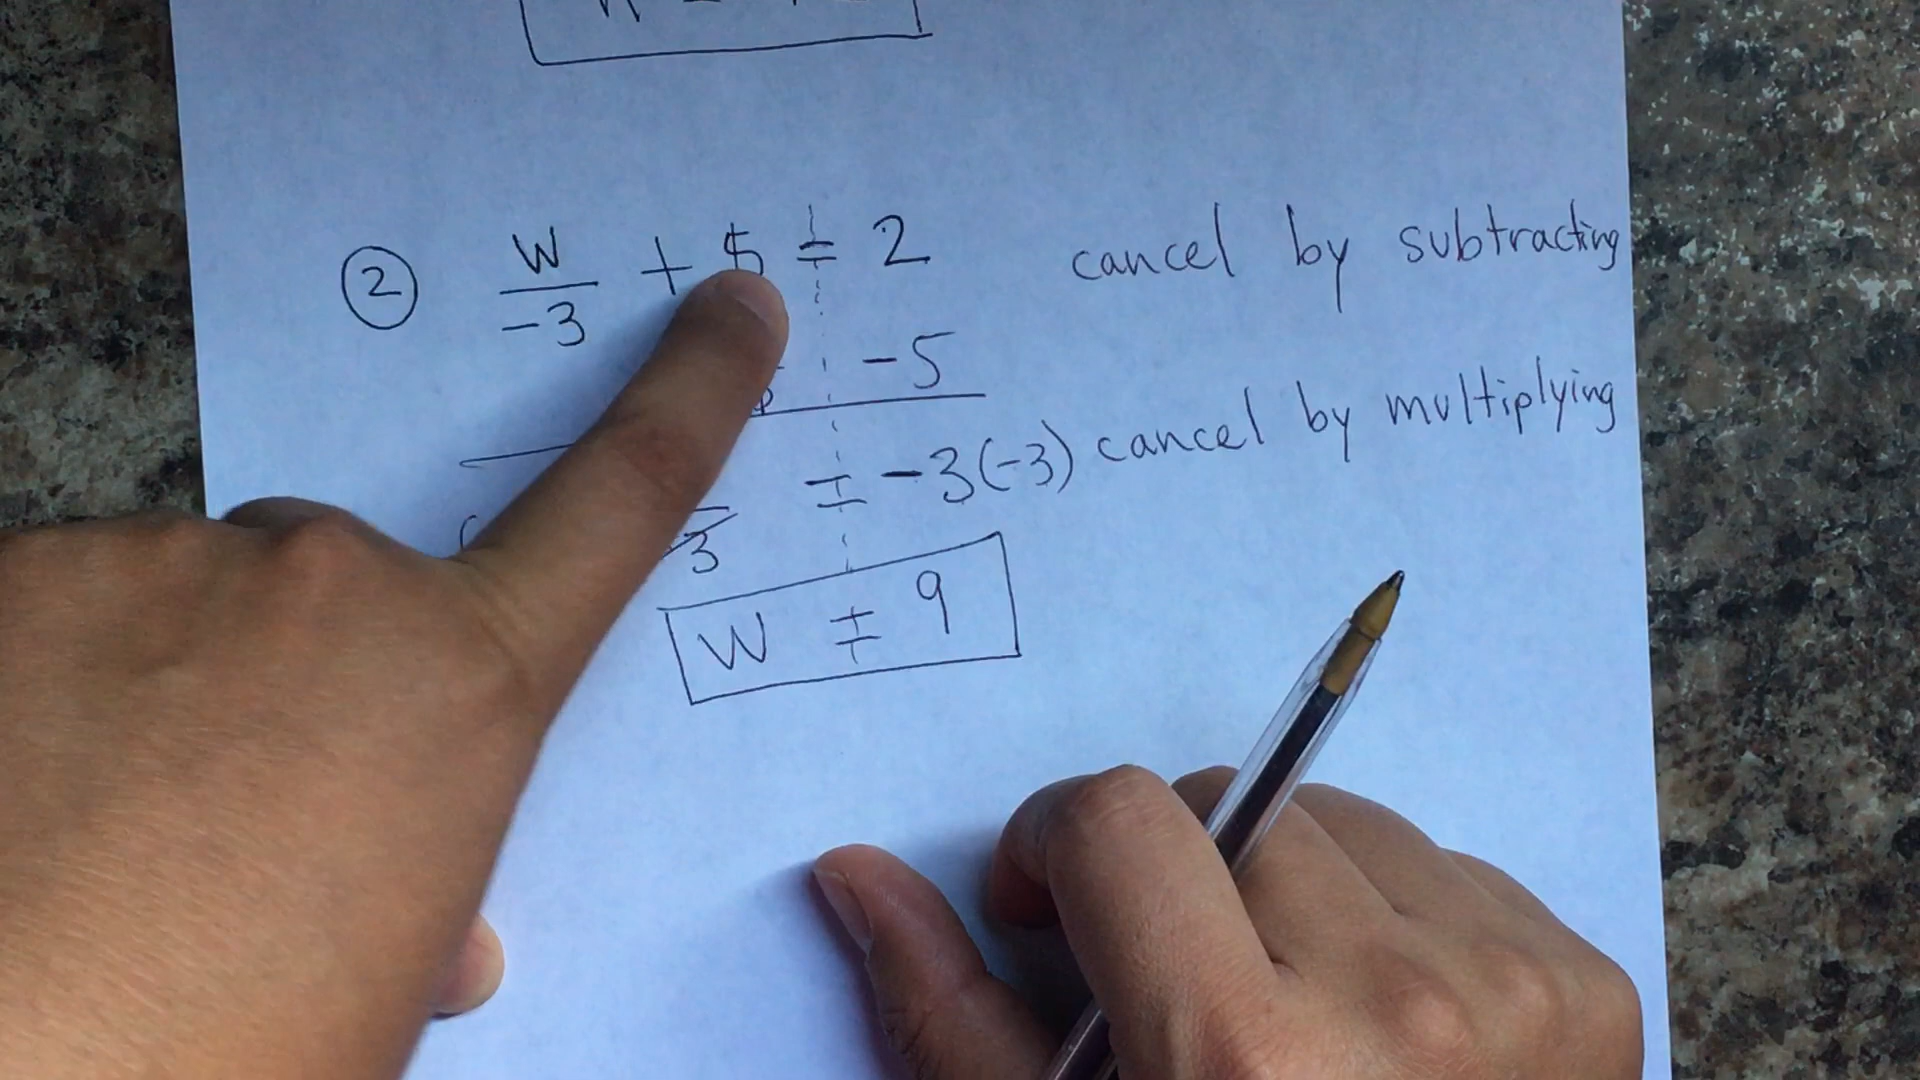 ② W/-3 + 5 = 2 cancel by subtracting
-5
= -3(-3) cancel by multiplying
3
W = 9